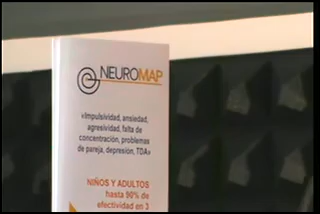 NEUROMAP
«Impulsividad, ansiedad,
agresividad, falta de
concentración, problemas
de pareja, depresión, TDA»
NIÑOS Y ADULTOS
hasta 90% de
efectividad en 3